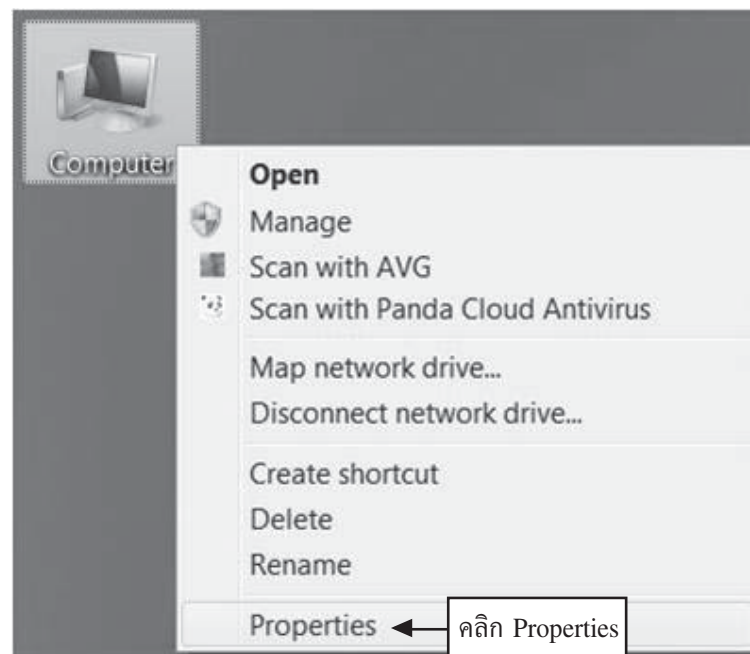 Computer
Open
Manage
Scan with AVG
Scan with Panda Cloud Antivirus
Map network drive...
Disconnect network drive...
Create shortcut
Delete
Rename
Properties
คลิก Properties